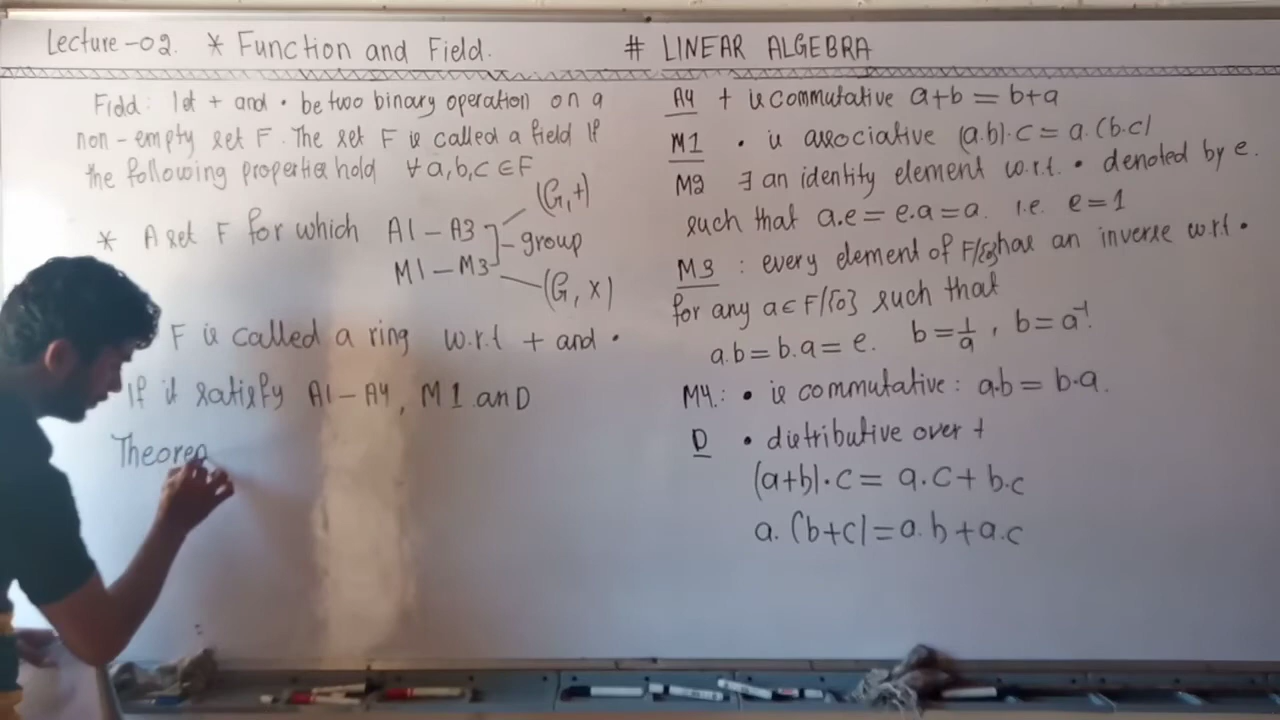 Lecture-02. * Function and Field.
# LINEAR ALGEBRA
Field: let + and • be two binary operation on a
non-empty set F. The set F is called a field If
the following properties hold ∀ a,b,c ∈ F
* A set F for which A1 – A3
M1 – M3
] – group
(G,+)
(G, x)
F is called a ring w.r.t + and •
If it satisfy A1 – A4, M1 and D
Theorem
A4 + is commutative a+b = b+a
M1 • is associative (a.b).c = a.(b.c)
M2 ∃ an identity element w.r.t. • denoted by e.
such that a.e = e.a = a. i.e. e = 1
M3 : every element of F/{0} has an inverse w.r.t •
for any a ∈ F/{0} such that
a.b = b.a = e. b = 1/a , b = a⁻¹.
M4.: • is commutative: a.b = b.a.
D • distributive over +
(a+b).c = a.c + b.c
a.(b+c) = a.b + a.c